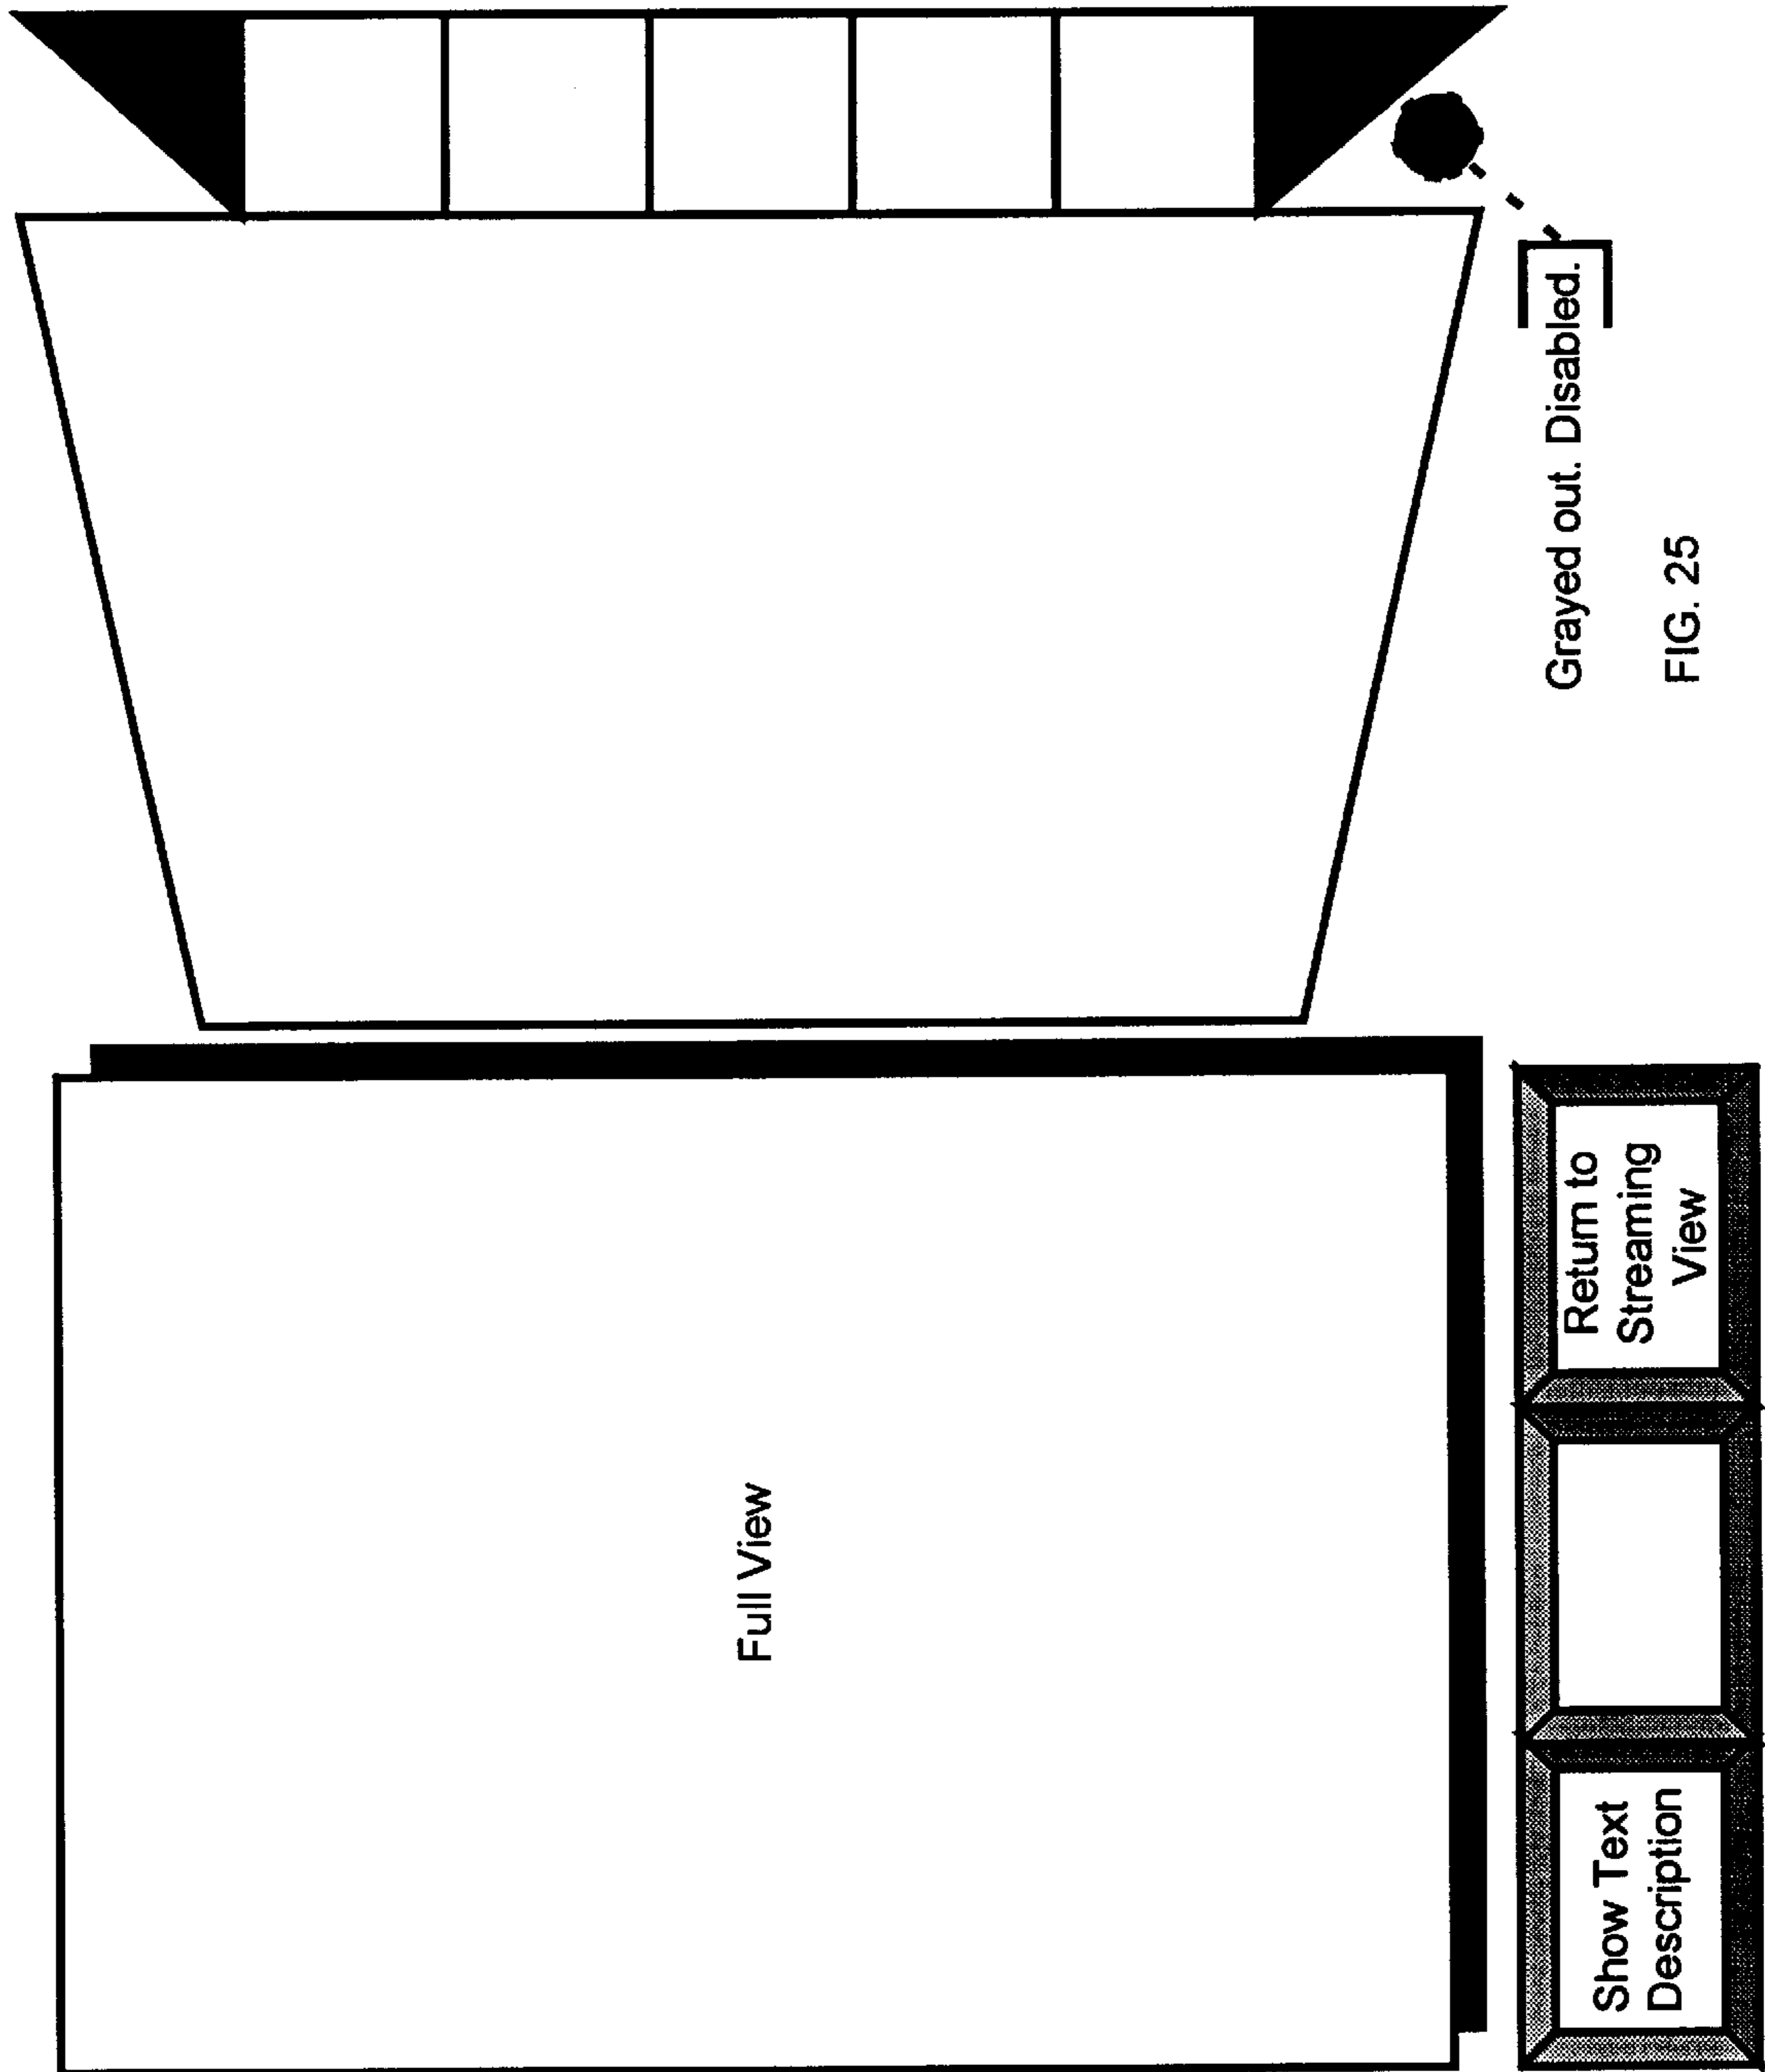 Full View
Show Text
Description
Return to
Streaming
View
Grayed out. Disabled.
FIG. 25